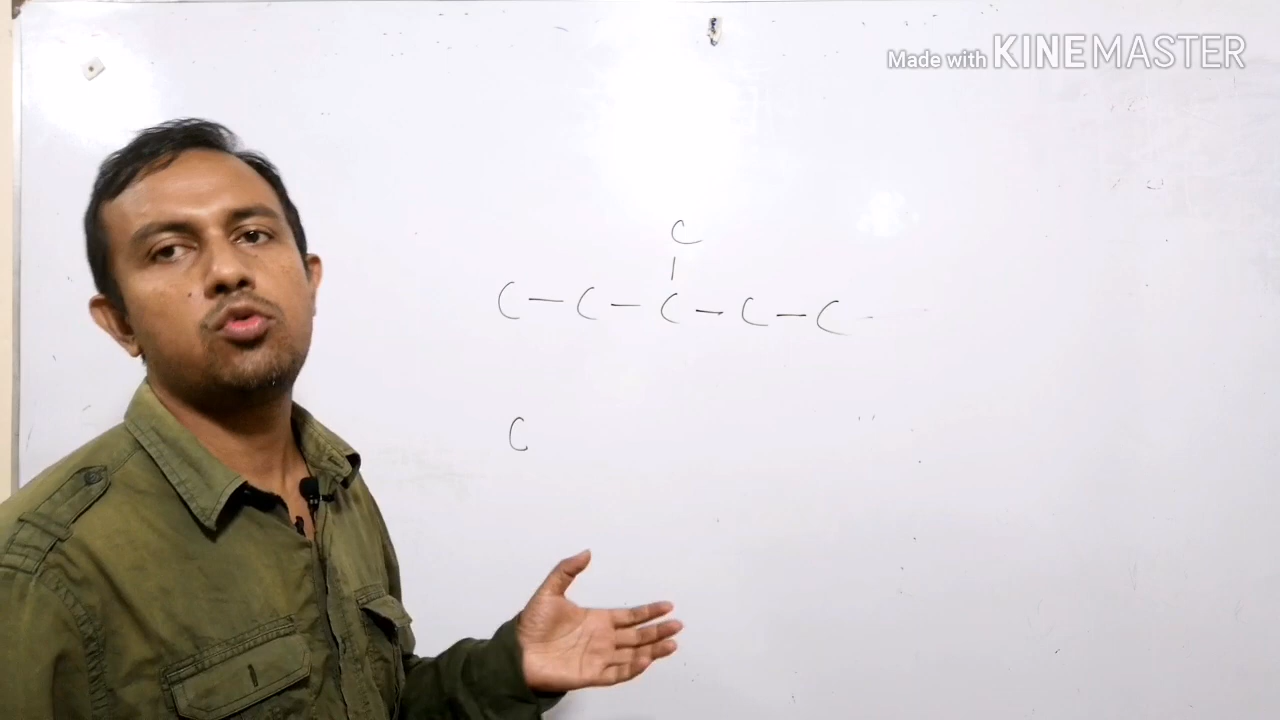 Made with KINEMASTER
C
|
C — C — C — C — C -
C